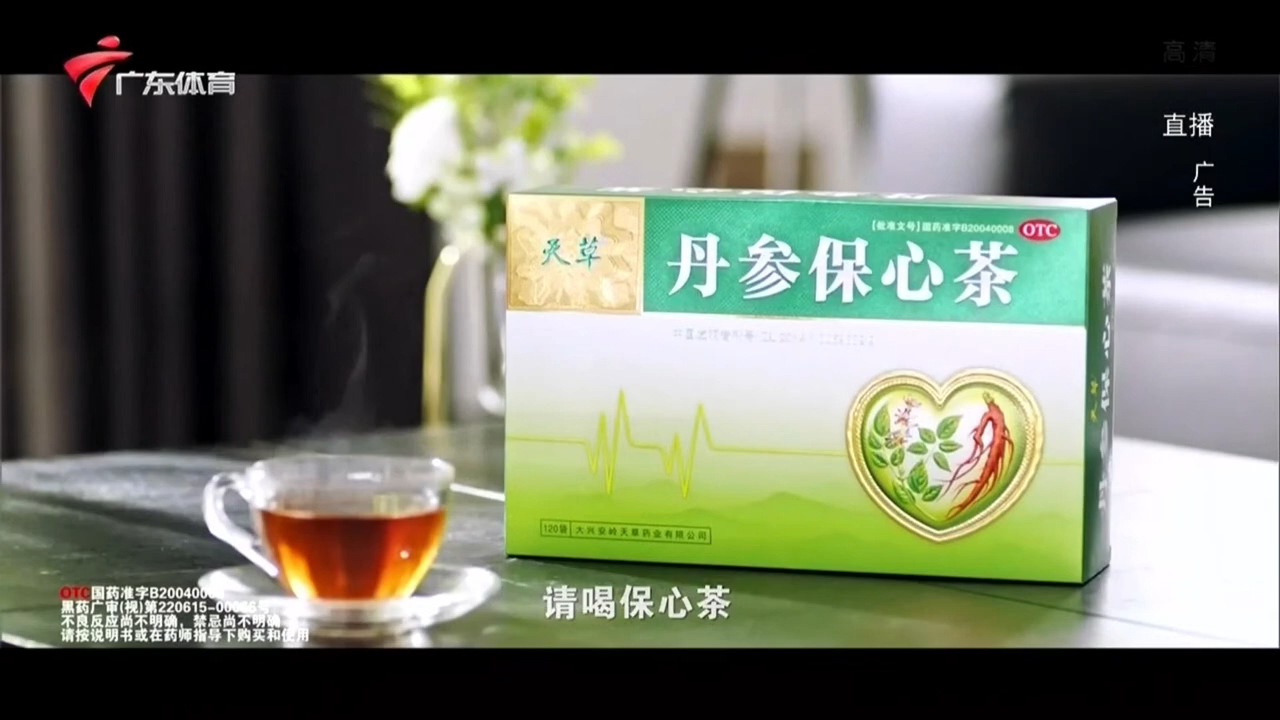 广东体育
高清
直播
广告
灵草
【批准文号】国药准字B20040008 OTC
丹参保心茶
120袋 大兴安岭天草药业有限公司
请喝保心茶
OTC国药准字B2004000
黑药广审(视)第220615-00
不良反应尚不明确,禁忌尚不明确
请按说明书或在药师指导下购买和使用